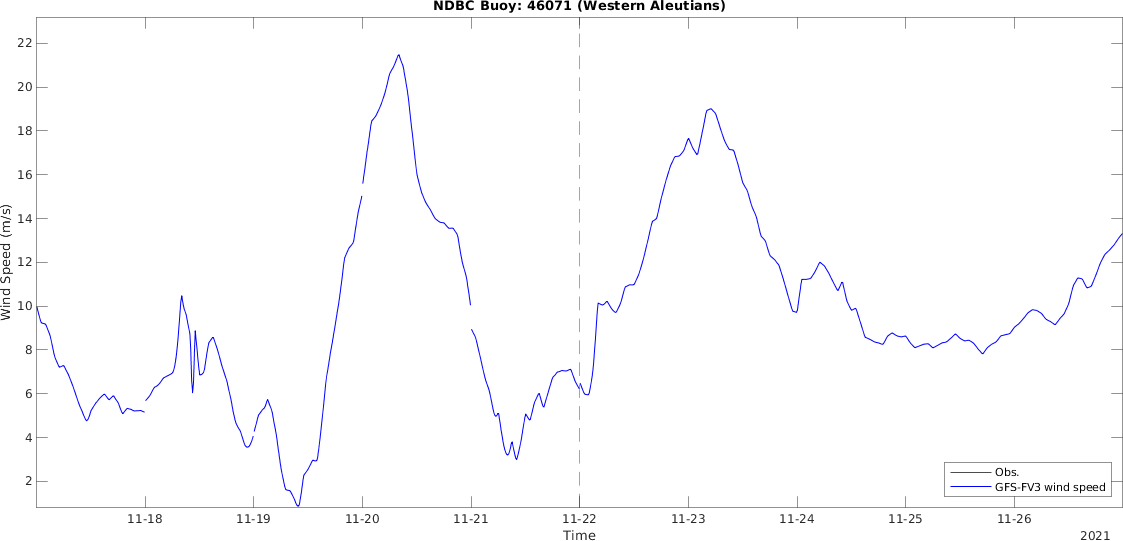 NDBC Buoy: 46071 (Western Aleutians)
22
20
18
16
14
12
10
8
6
4
2
Wind Speed (m/s)
Obs.
GFS-FV3 wind speed
11-18 11-19 11-20 11-21 11-22 11-23 11-24 11-25 11-26
Time
2021